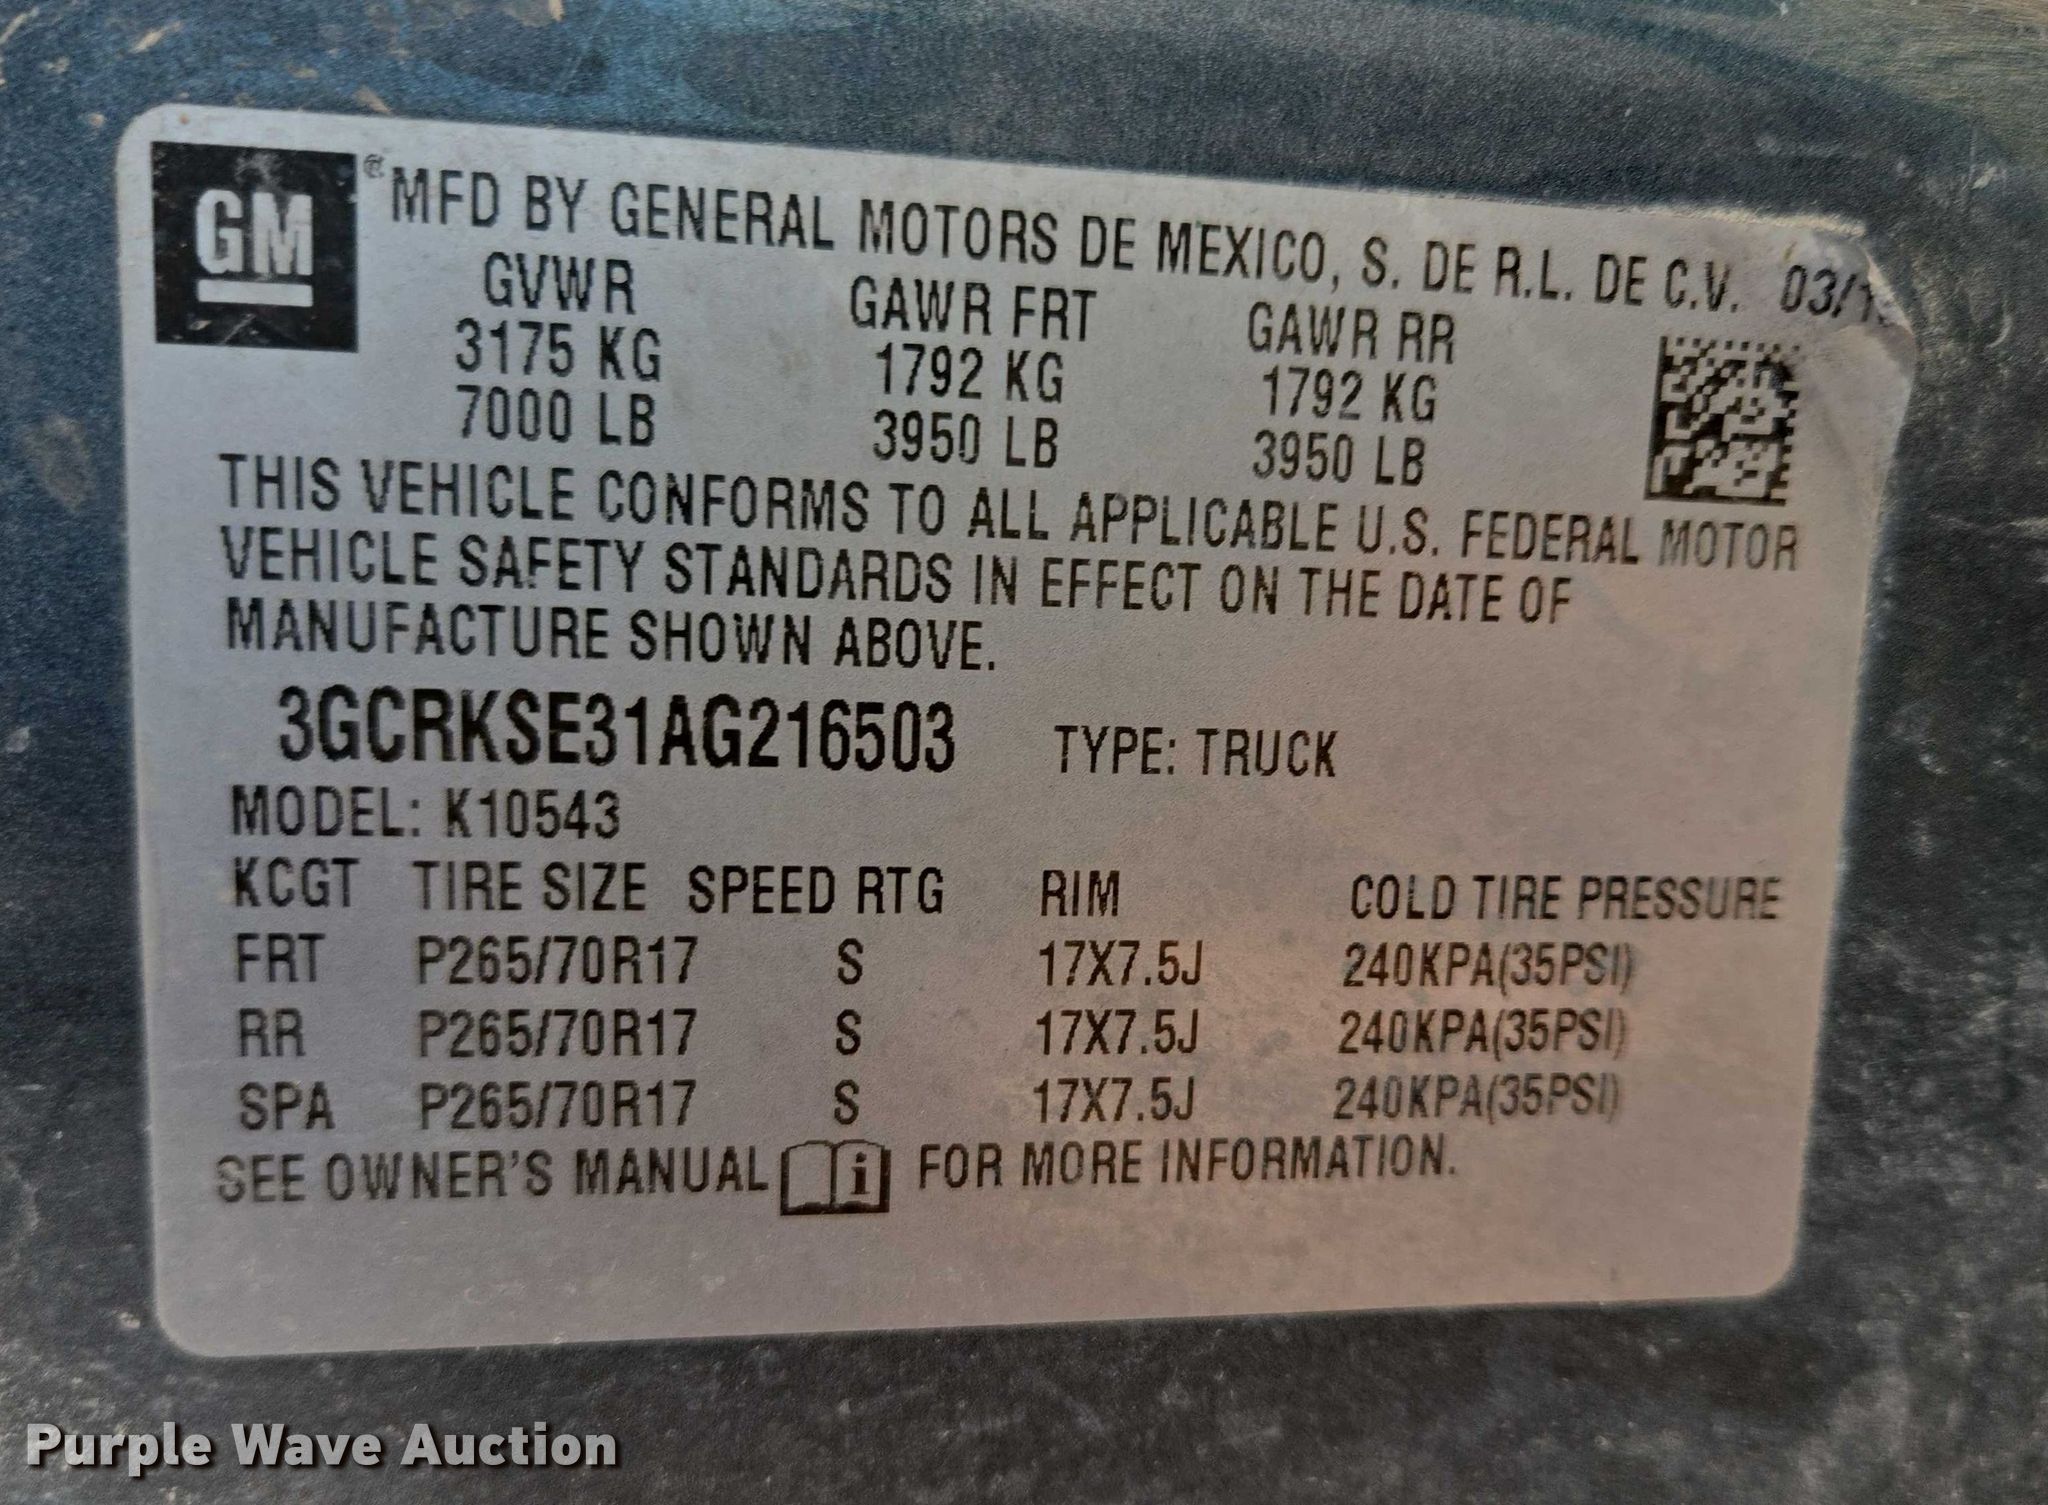 GM ® MFD BY GENERAL MOTORS DE MEXICO, S. DE R.L. DE C.V.
GVWR GAWR FRT GAWR RR
3175 KG 1792 KG 1792 KG
7000 LB 3950 LB 3950 LB
THIS VEHICLE CONFORMS TO ALL APPLICABLE U.S. FEDERAL MOTOR
VEHICLE SAFETY STANDARDS IN EFFECT ON THE DATE OF
MANUFACTURE SHOWN ABOVE.
3GCRKSE31AG216503 TYPE: TRUCK
MODEL: K10543
KCGT TIRE SIZE SPEED RTG RIM COLD TIRE PRESSURE
FRT P265/70R17 S 17X7.5J 240KPA(35PSI)
RR P265/70R17 S 17X7.5J 240KPA(35PSI)
SPA P265/70R17 S 17X7.5J 240KPA(35PSI)
SEE OWNER'S MANUAL i FOR MORE INFORMATION.
Purple Wave Auction